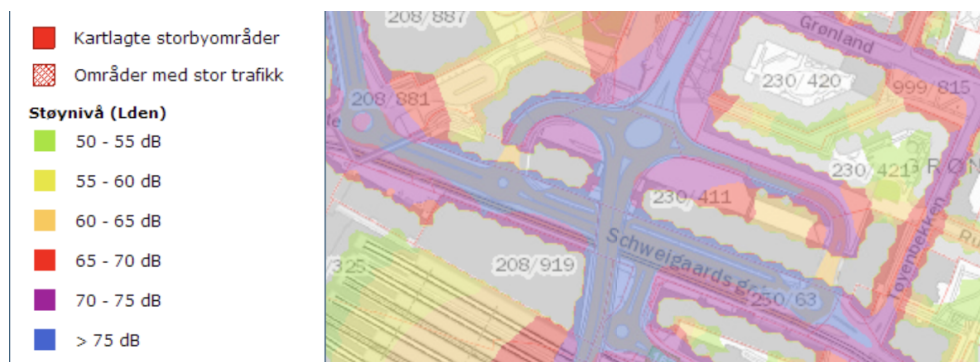 Kartlagte storbyområder
Områder med stor trafikk
Støynivå (Lden)
50 - 55 dB
55 - 60 dB
60 - 65 dB
65 - 70 dB
70 - 75 dB
> 75 dB
208/887
Grønland
230/420
999/815
208/881
230/421
GRØN
230/411
Schweigaards
208/919
/325
250/63
Tøyenbekken